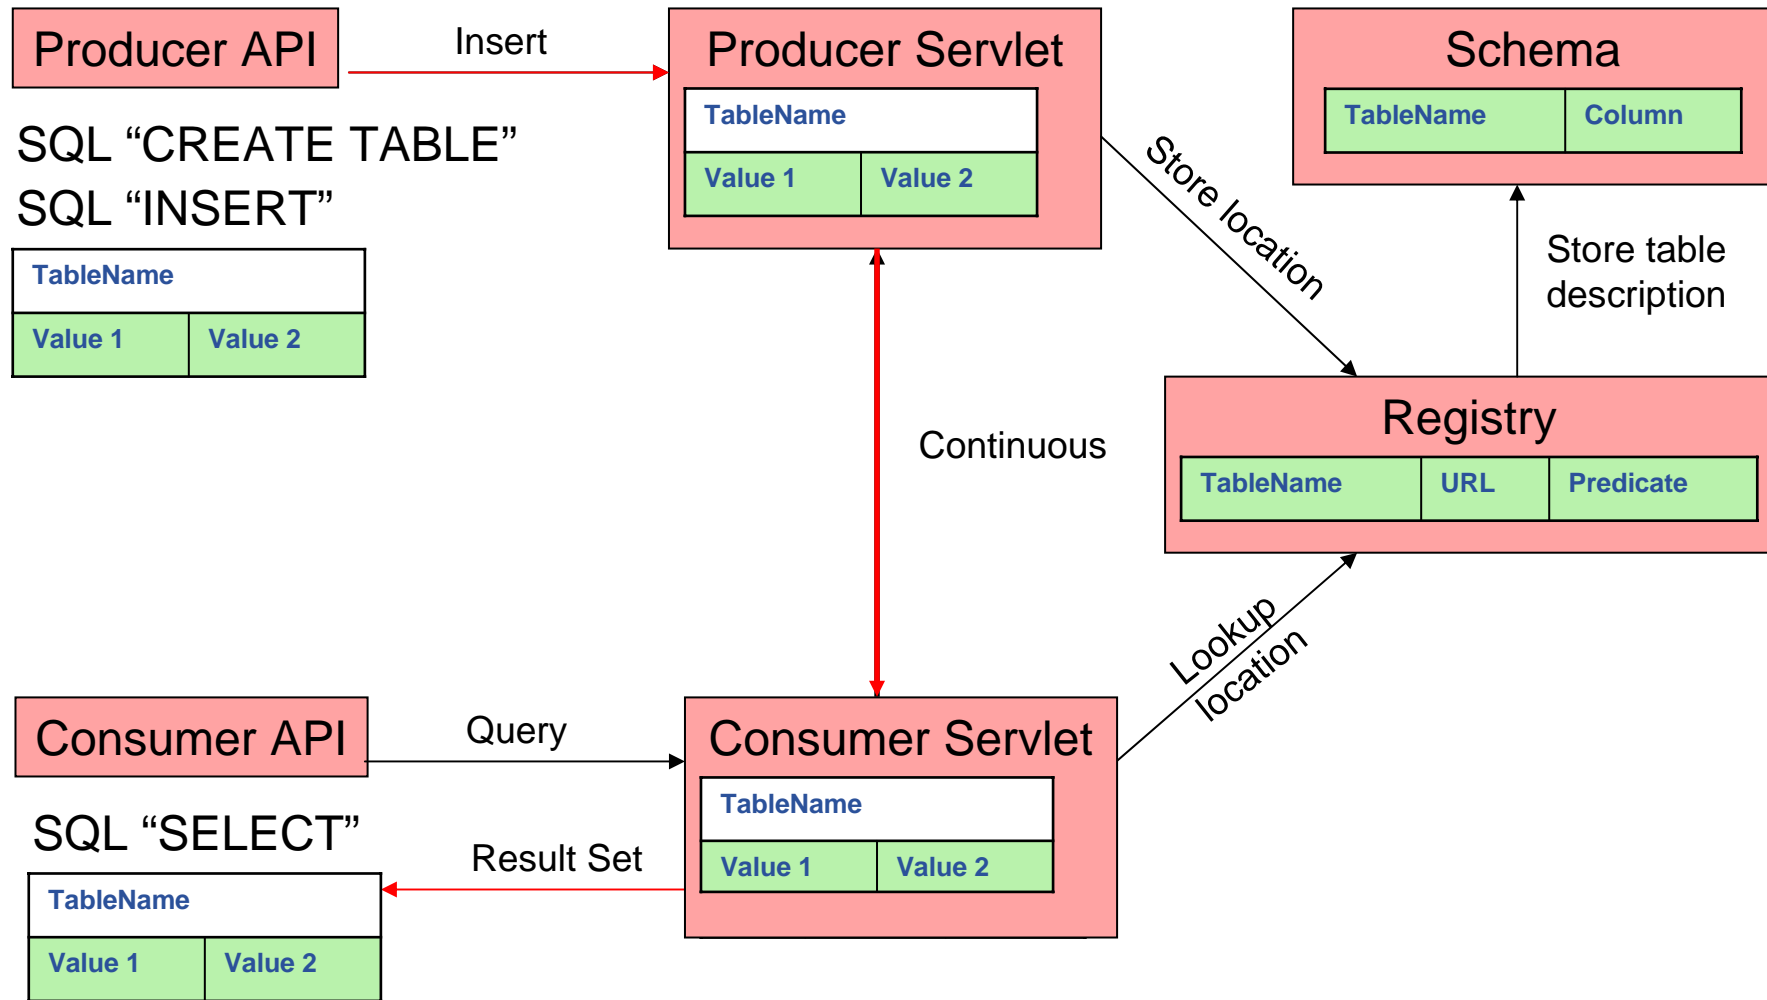 Producer API
Insert
Producer Servlet
TableName
Value 1 Value 2
Schema
TableName Column
SQL “CREATE TABLE”
SQL “INSERT”
TableName
Value 1 Value 2
Store location
Store table
description
Continuous
Registry
TableName URL Predicate
Lookup
location
Consumer API
Query
Consumer Servlet
TableName
Value 1 Value 2
SQL “SELECT”
Result Set
TableName
Value 1 Value 2